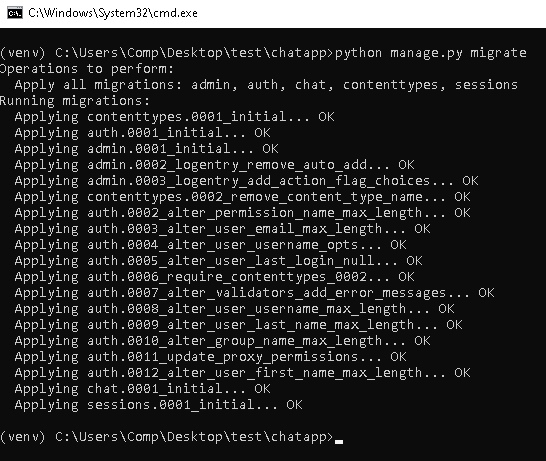 C:\Windows\System32\cmd.exe
(venv) C:\Users\Comp\Desktop\test\chatapp>python manage.py migrate
Operations to perform:
  Apply all migrations: admin, auth, chat, contenttypes, sessions
Running migrations:
  Applying contenttypes.0001_initial... OK
  Applying auth.0001_initial... OK
  Applying admin.0001_initial... OK
  Applying admin.0002_logentry_remove_auto_add... OK
  Applying admin.0003_logentry_add_action_flag_choices... OK
  Applying contenttypes.0002_remove_content_type_name... OK
  Applying auth.0002_alter_permission_name_max_length... OK
  Applying auth.0003_alter_user_email_max_length... OK
  Applying auth.0004_alter_user_username_opts... OK
  Applying auth.0005_alter_user_last_login_null... OK
  Applying auth.0006_require_contenttypes_0002... OK
  Applying auth.0007_alter_validators_add_error_messages... OK
  Applying auth.0008_alter_user_username_max_length... OK
  Applying auth.0009_alter_user_last_name_max_length... OK
  Applying auth.0010_alter_group_name_max_length... OK
  Applying auth.0011_update_proxy_permissions... OK
  Applying auth.0012_alter_user_first_name_max_length... OK
  Applying chat.0001_initial... OK
  Applying sessions.0001_initial... OK
(venv) C:\Users\Comp\Desktop\test\chatapp>